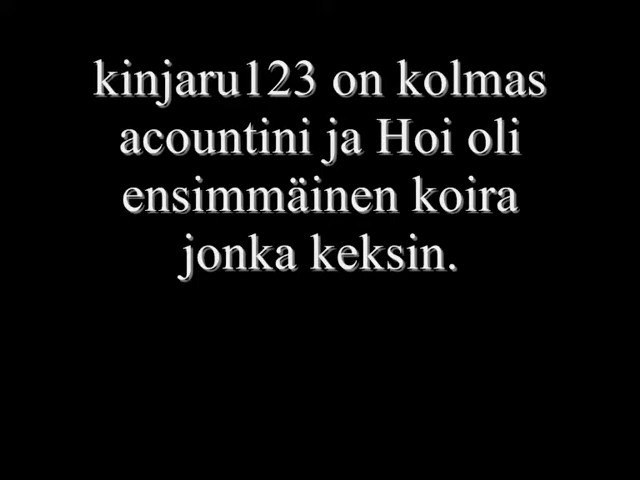 kinjaru123 on kolmas
acountini ja Hoi oli
ensimmäinen koira
jonka keksin.